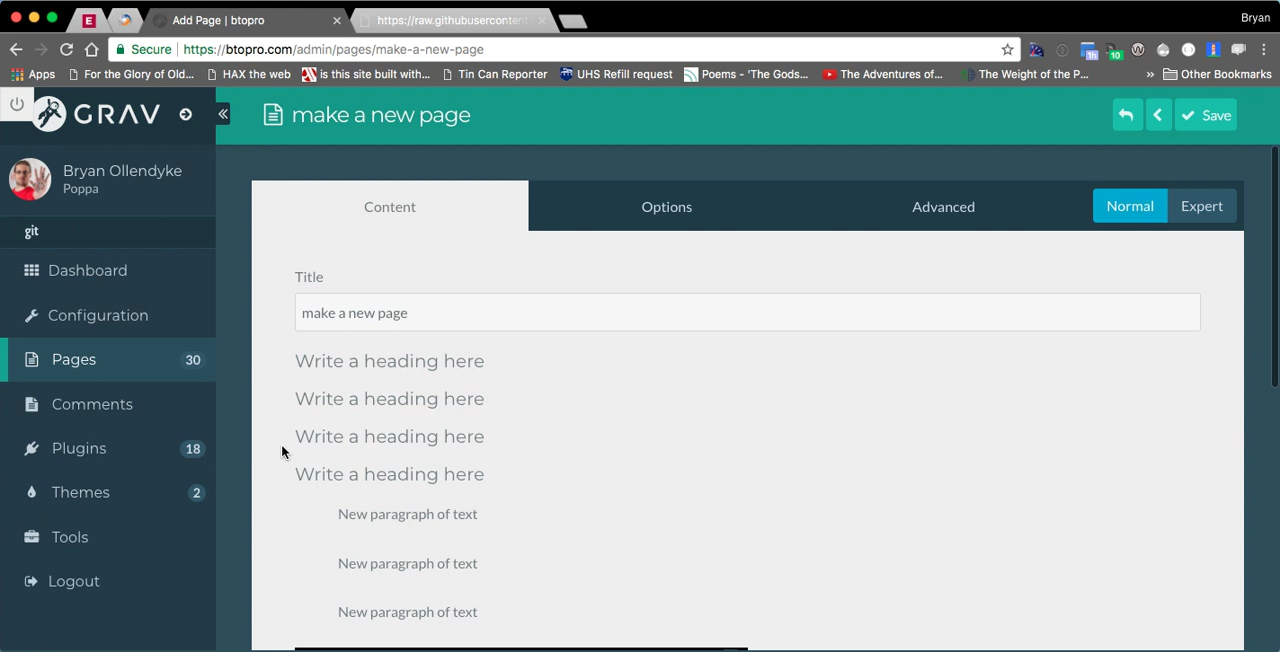 Bryan
Add Page | btopro
https://raw.githubusercontent
Secure
https://btopro.com/admin/pages/make-a-new-page
1h
10
Apps
For the Glory of Old...
HAX the web
is this site built with...
Tin Can Reporter
UHS Refill request
Poems - 'The Gods...
The Adventures of...
The Weight of the P...
»
Other Bookmarks
GRAV
make a new page
Save
Bryan Ollendyke
Poppa
Content
Options
Advanced
Normal
Expert
git
Dashboard
Configuration
Pages 30
Comments
Plugins 18
Themes 2
Tools
Logout
Title
make a new page
Write a heading here
Write a heading here
Write a heading here
Write a heading here
New paragraph of text
New paragraph of text
New paragraph of text